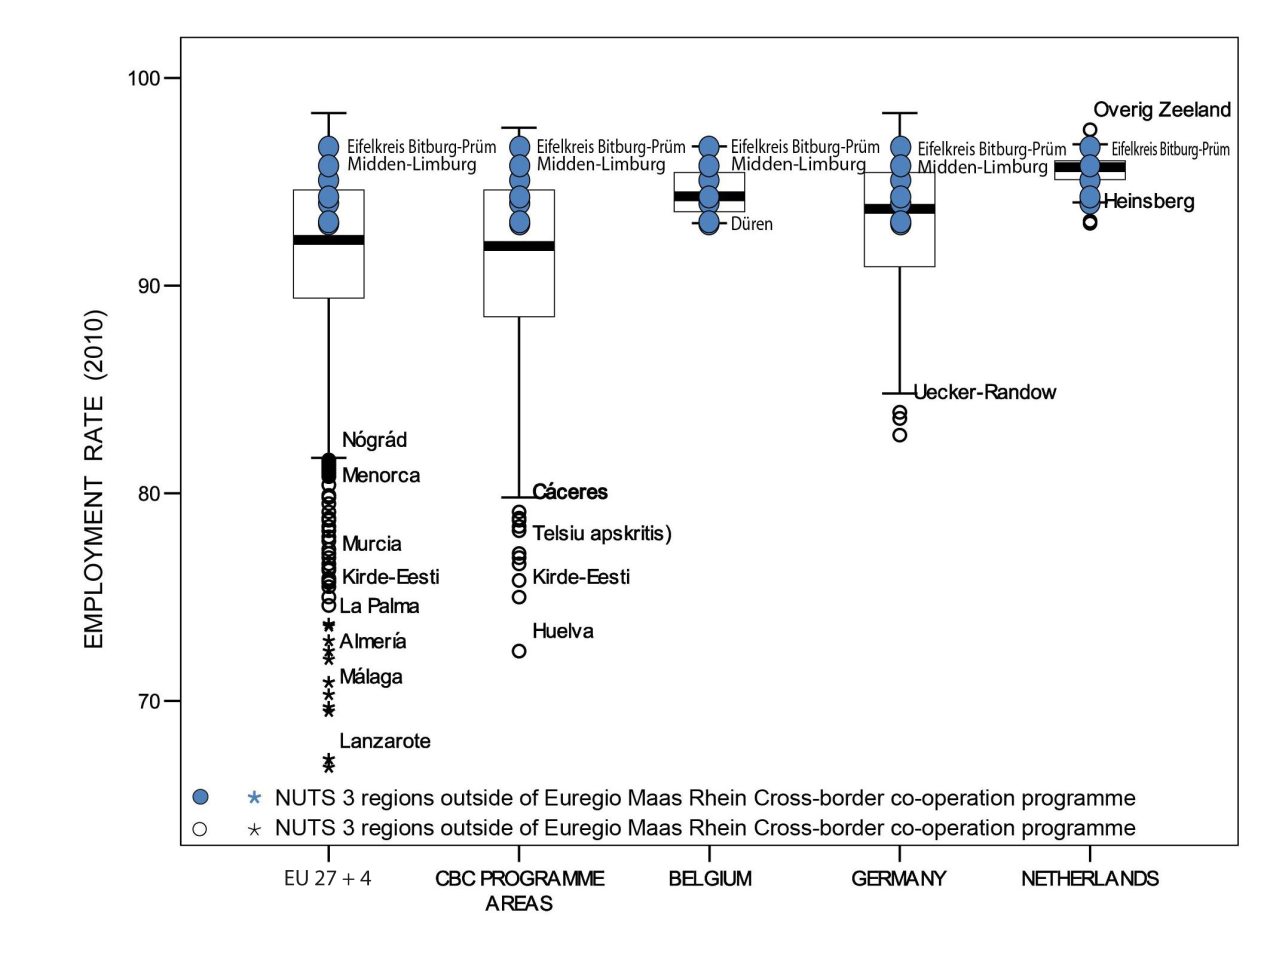 EMPLOYMENT RATE (2010)
100
90
80
70
Eifelkreis Bitburg-Prüm
Midden-Limburg
Nógrád
Menorca
Murcia
Kirde-Eesti
La Palma
Almería
Málaga
Lanzarote
Eifelkreis Bitburg-Prüm
Midden-Limburg
Cáceres
Telsiu apskritis)
Kirde-Eesti
Huelva
Eifelkreis Bitburg-Prüm
Midden-Limburg
Düren
Eifelkreis Bitburg-Prüm
Midden-Limburg
Uecker-Randow
Overig Zeeland
Eifelkreis Bitburg-Prüm
Heinsberg
NUTS 3 regions outside of Euregio Maas Rhein Cross-border co-operation programme
NUTS 3 regions outside of Euregio Maas Rhein Cross-border co-operation programme
EU 27 + 4
CBC PROGRAMME
AREAS
BELGIUM
GERMANY
NETHERLANDS